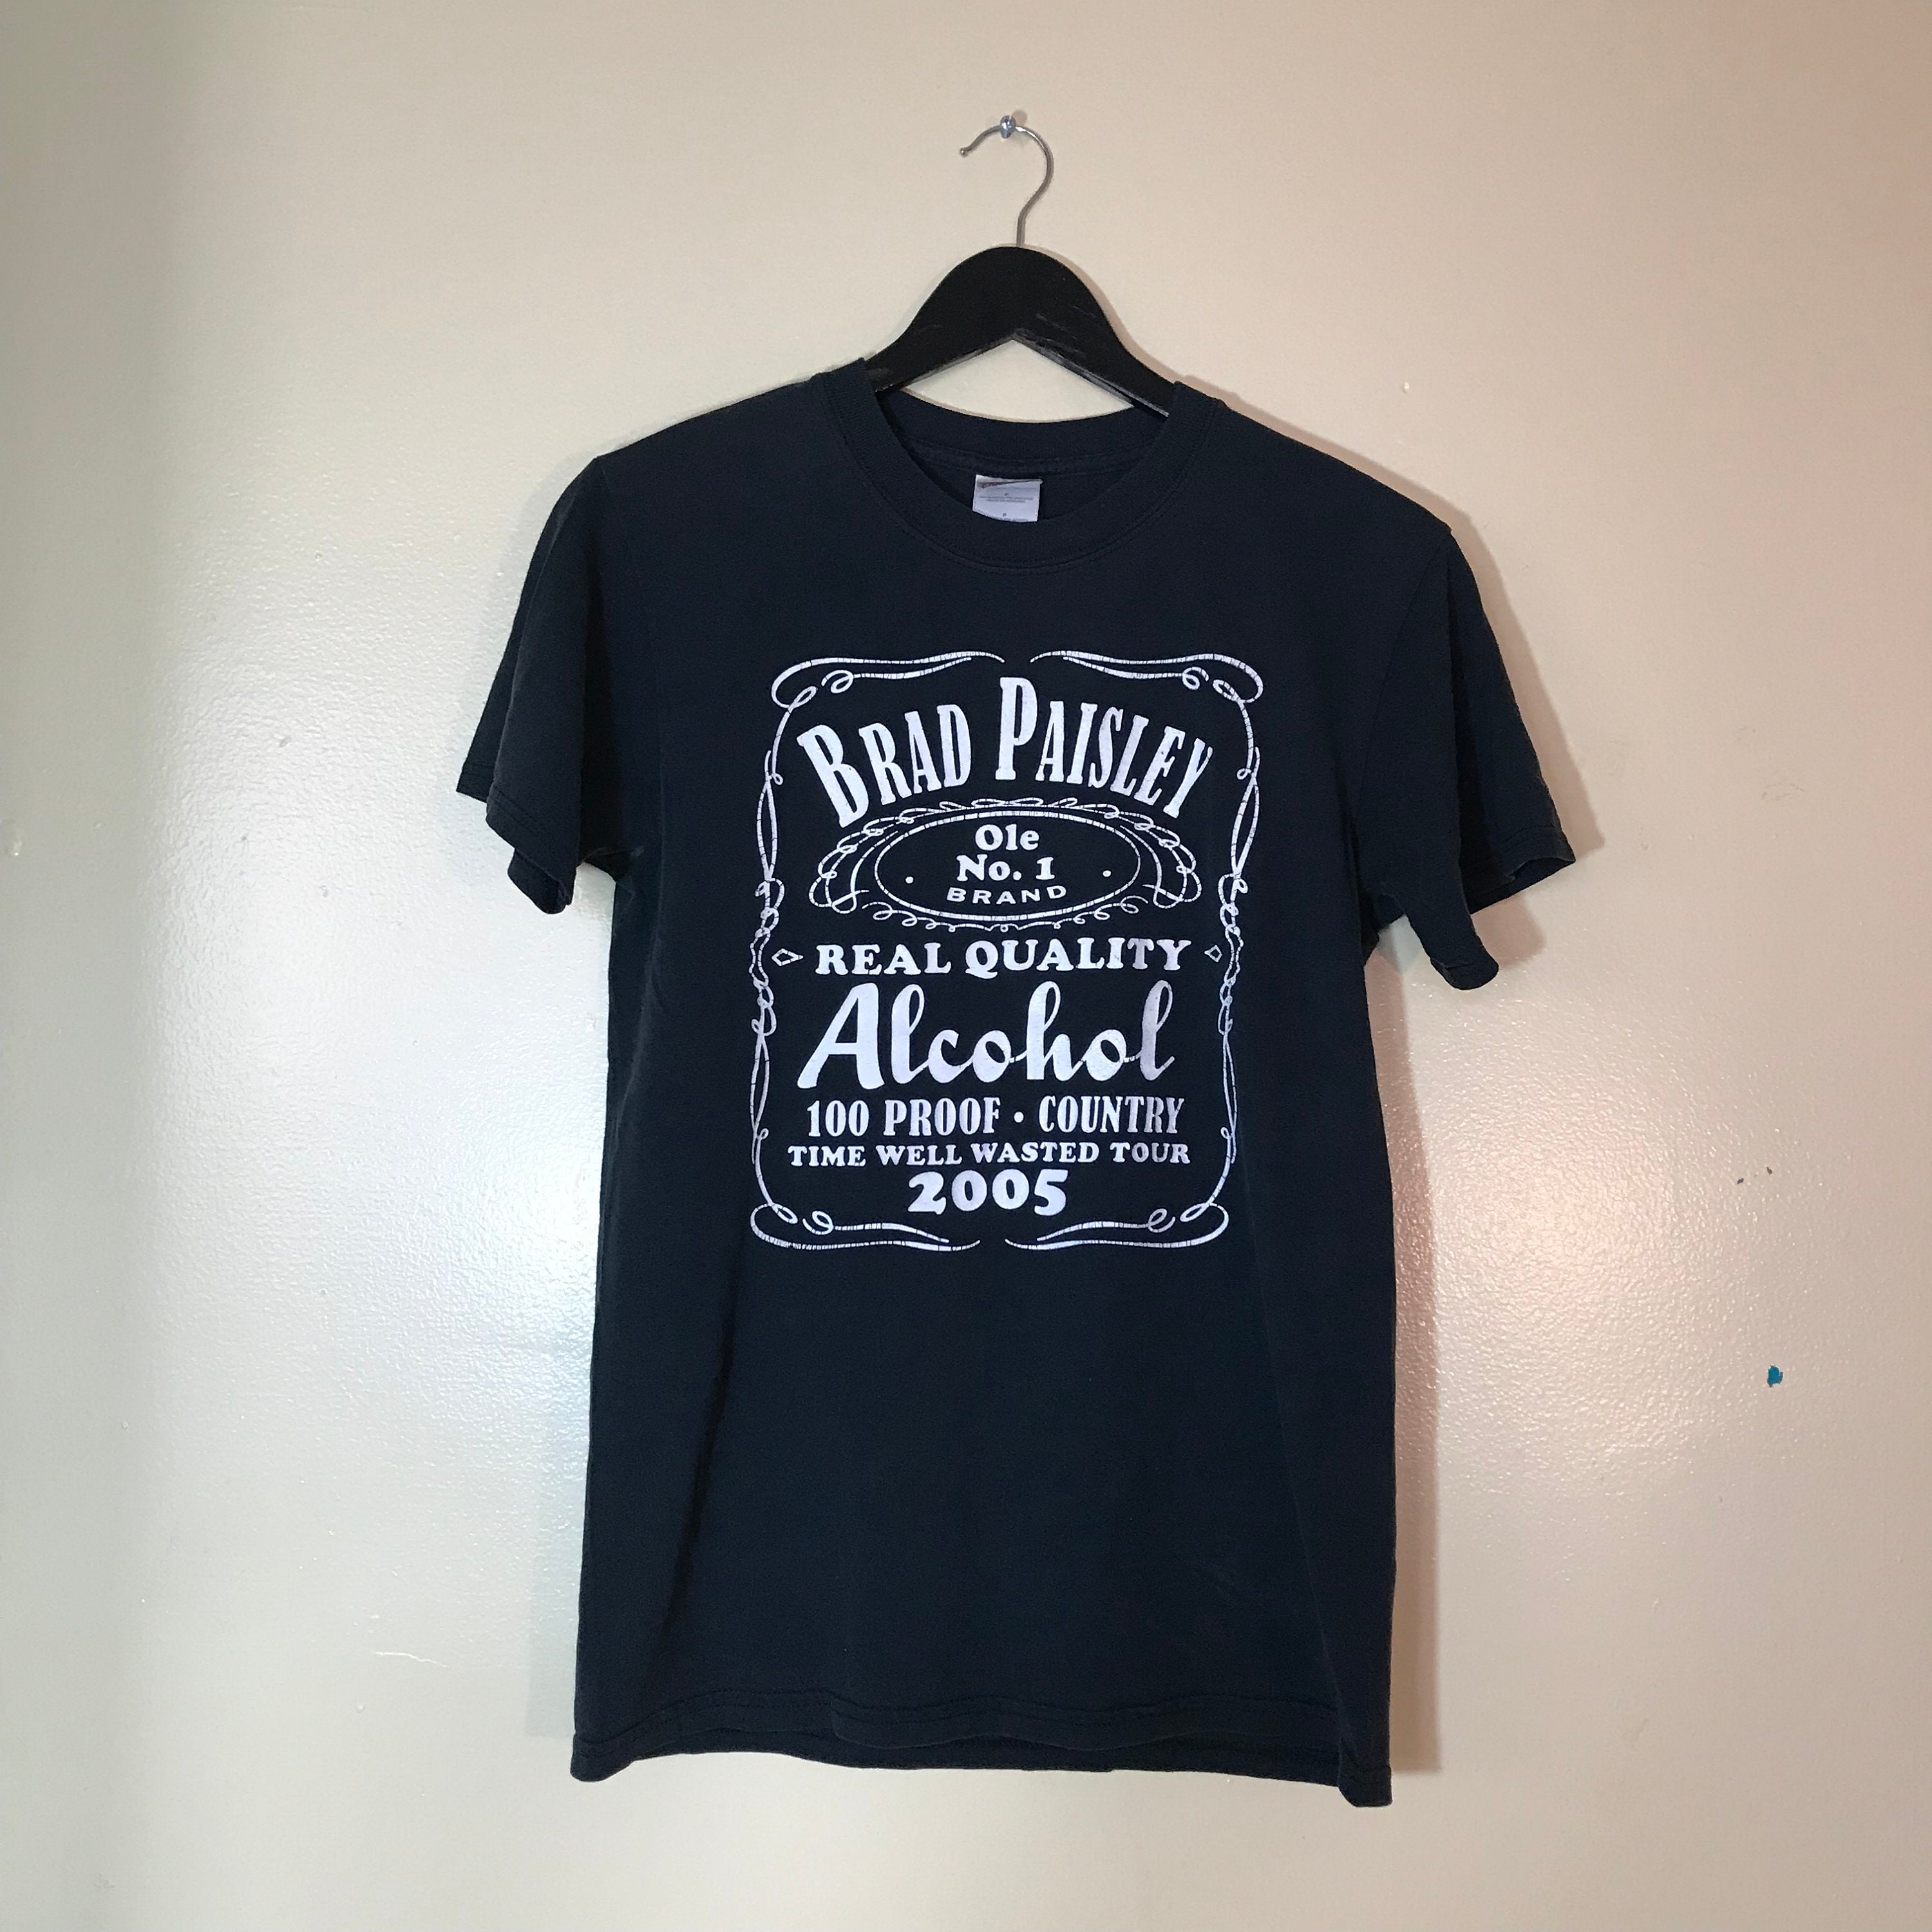 BRAD PAISLEY
Ole
No. 1
BRAND
REAL QUALITY
Alcohol
100 PROOF • COUNTRY
TIME WELL WASTED TOUR
2005